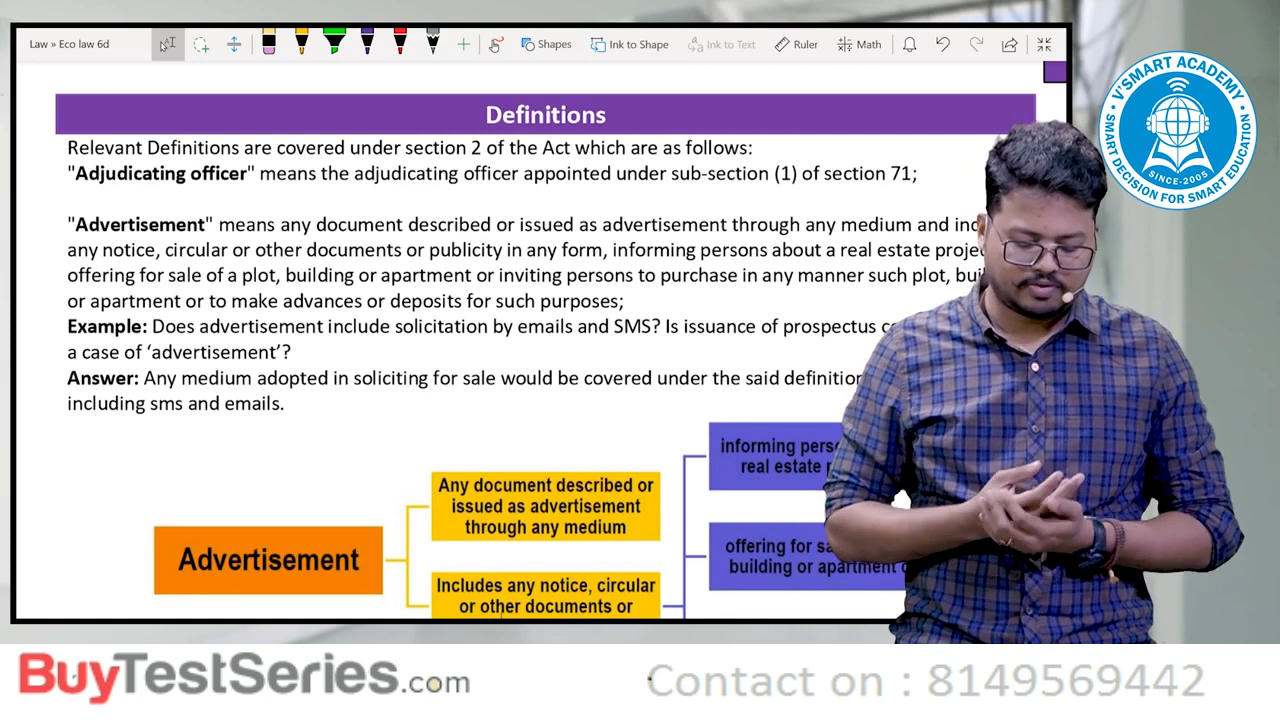 Law » Eco law 6d
Shapes
Ink to Shape
Ink to Text
Ruler
Math
V'SMART ACADEMY
SMART DECISION FOR SMART EDUCATION
SINCE-2005
Definitions
Relevant Definitions are covered under section 2 of the Act which are as follows:
"Adjudicating officer" means the adjudicating officer appointed under sub-section (1) of section 71;
"Advertisement" means any document described or issued as advertisement through any medium and
any notice, circular or other documents or publicity in any form, informing persons about a real estate
offering for sale of a plot, building or apartment or inviting persons to purchase in any manner such plot,
or apartment or to make advances or deposits for such purposes;
Example: Does advertisement include solicitation by emails and SMS? Is issuance of prospectus
a case of ‘advertisement’?
Answer: Any medium adopted in soliciting for sale would be covered under the said definition
including sms and emails.
Advertisement
Any document described or
issued as advertisement
through any medium
Includes any notice, circular
or other documents or
informing
real estate
offering for
building or apartment
BuyTestSeries.com
Contact on : 8149569442